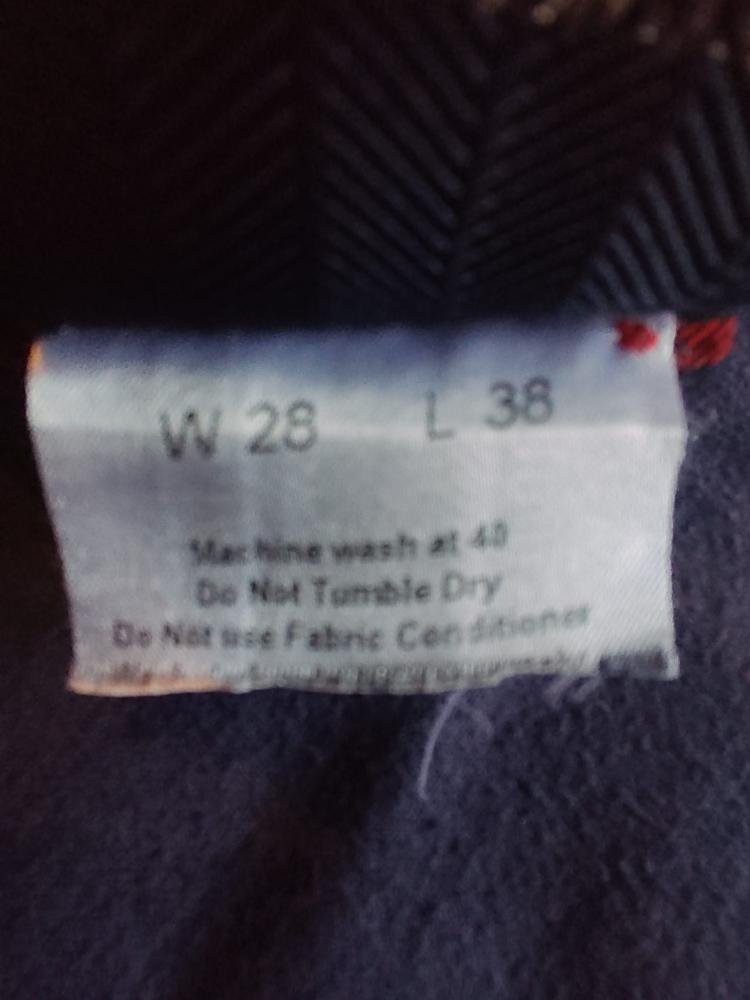 W 28 L 38
Machine wash at 40
Do Not Tumble Dry
Do Not use Fabric Conditioner